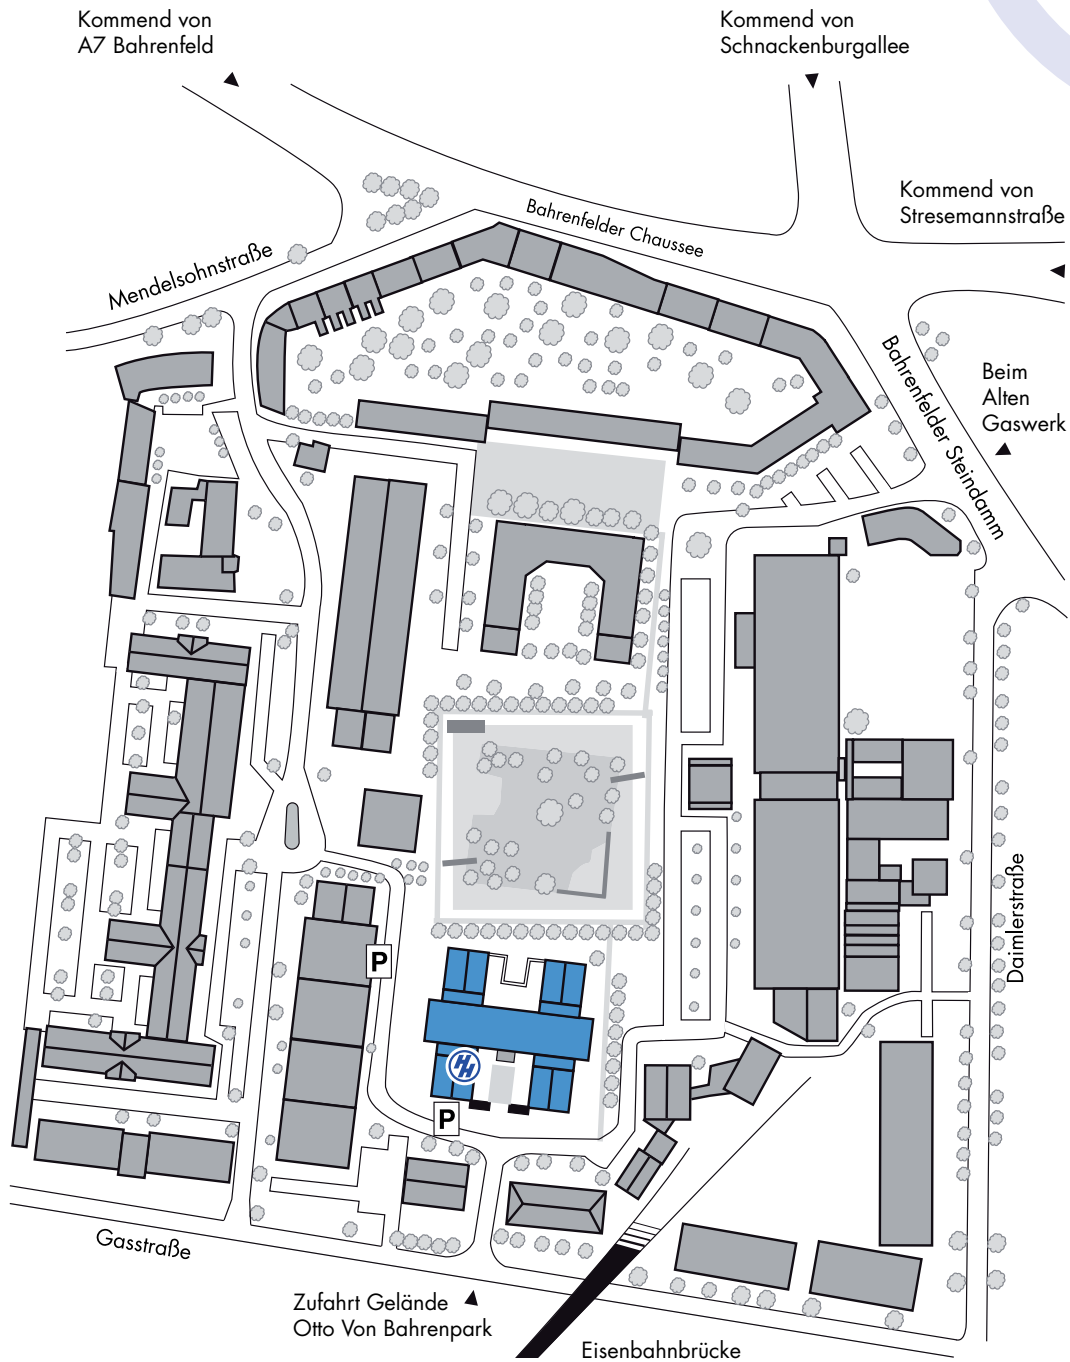 Kommend von
A7 Bahrenfeld
Kommend von
Schnackenburgallee
Kommend von
Stresemannstraße
Bahrenfelder Chaussee
Mendelsohnstraße
Bahrenfelder Steindamm
Beim
Alten
Gaswerk
Daimlerstraße
P
HH
P
Gasstraße
Zufahrt Gelände
Otto Von Bahrenpark
Eisenbahnbrücke